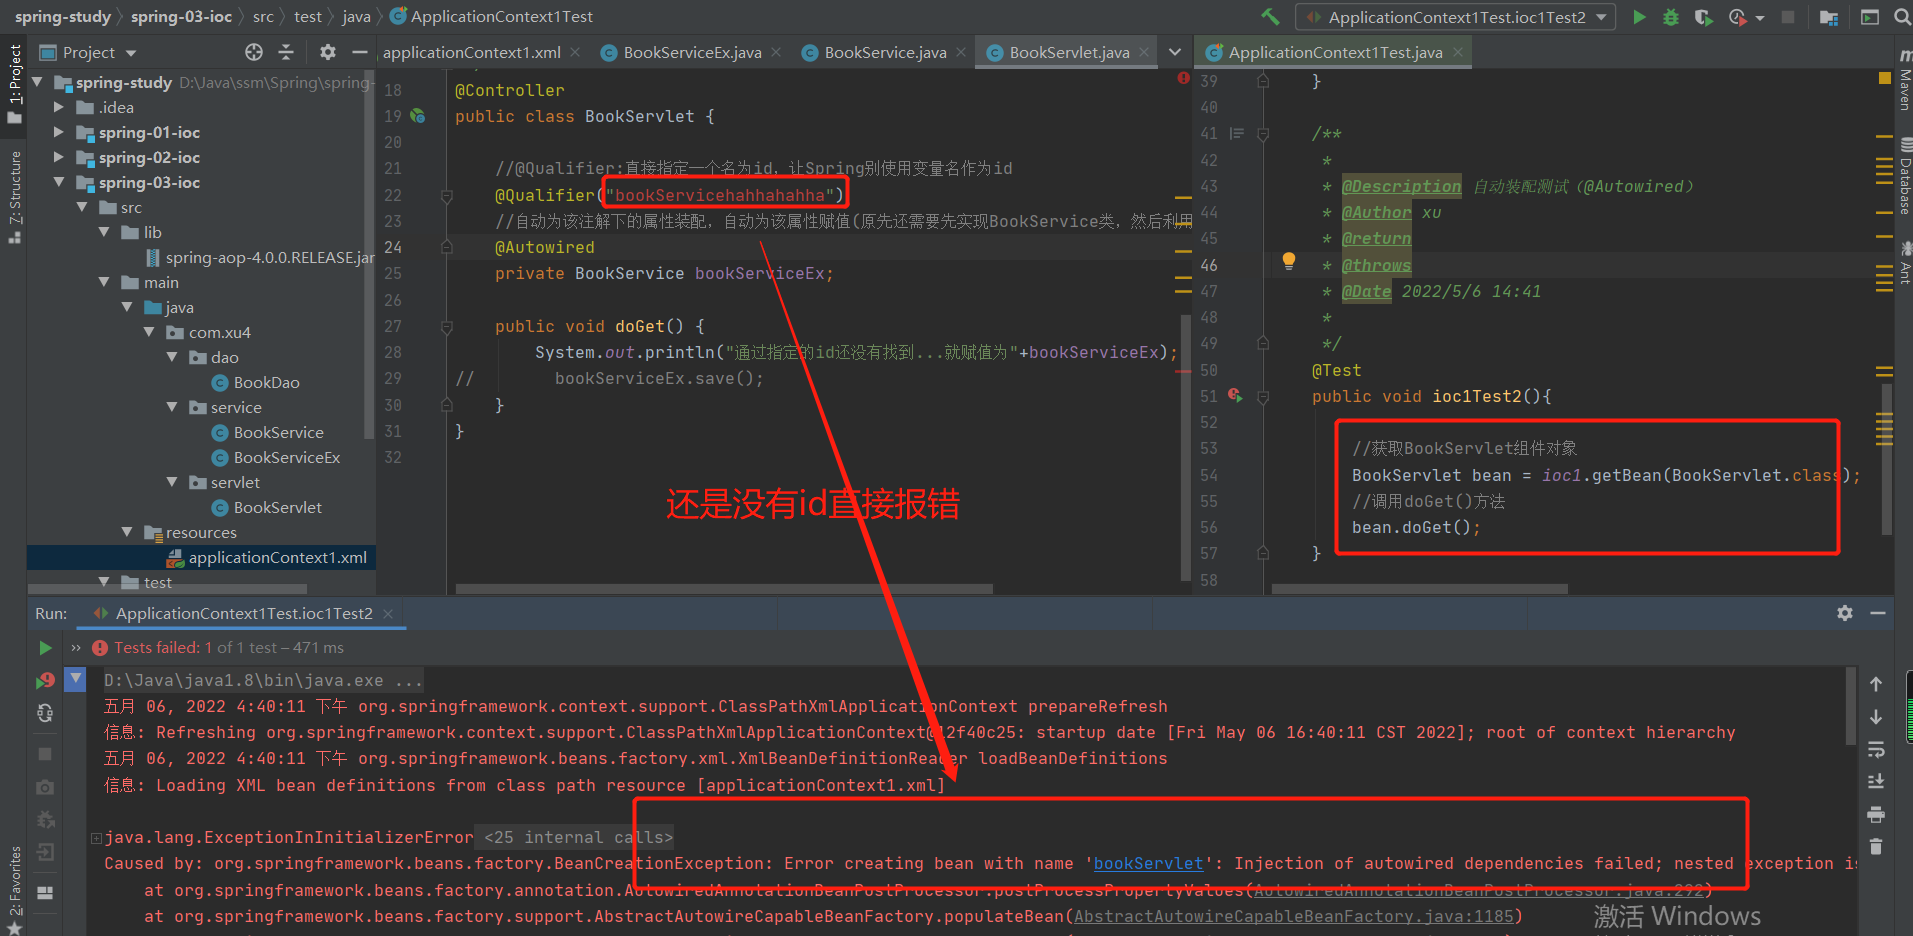 spring-study spring-03-ioc src test java ApplicationContext1Test
ApplicationContext1Test.ioc1Test2
1: Project
7: Structure
2: Favorites
Project
spring-study D:\Java\ssm\Spring\spring-
.idea
spring-01-ioc
spring-02-ioc
spring-03-ioc
src
lib
spring-aop-4.0.0.RELEASE.jar
main
java
com.xu4
dao
BookDao
service
BookService
BookServiceEx
servlet
BookServlet
resources
applicationContext1.xml
test
applicationContext1.xml BookServiceEx.java BookService.java BookServlet.java
18 @Controller
19 public class BookServlet {
20
21 //@Qualifier:直接指定一个名为id，让Spring别使用变量名作为id
22 @Qualifier("bookServicehahhahahha")
23 //自动为该注解下的属性装配，自动为该属性赋值(原先还需要先实现BookService类，然后利用
24 @Autowired
25 private BookService bookServiceEx;
26
27 public void doGet() {
28 System.out.println("通过指定的id还没有找到...就赋值为"+bookServiceEx);
29 // bookServiceEx.save();
30 }
31 }
32
还是没有id直接报错
ApplicationContext1Test.java
39 }
40
41 /**
42 *
43 * @Description 自动装配测试（@Autowired）
44 * @Author xu
45 * @return
46 * @throws
47 * @Date 2022/5/6 14:41
48 *
49 */
50 @Test
51 public void ioc1Test2(){
52
53 //获取BookServlet组件对象
54 BookServlet bean = ioc1.getBean(BookServlet.class);
55 //调用doGet()方法
56 bean.doGet();
57 }
58
Maven
Database
Ant
Run: ApplicationContext1Test.ioc1Test2
Tests failed: 1 of 1 test – 471 ms
D:\Java\java1.8\bin\java.exe ...
五月 06, 2022 4:40:11 下午 org.springframework.context.support.ClassPathXmlApplicationContext prepareRefresh
信息: Refreshing org.springframework.context.support.ClassPathXmlApplicationContext@12f40c25: startup date [Fri May 06 16:40:11 CST 2022]; root of context hierarchy
五月 06, 2022 4:40:11 下午 org.springframework.beans.factory.xml.XmlBeanDefinitionReader loadBeanDefinitions
信息: Loading XML bean definitions from class path resource [applicationContext1.xml]
java.lang.ExceptionInInitializerError <25 internal calls>
Caused by: org.springframework.beans.factory.BeanCreationException: Error creating bean with name 'bookServlet': Injection of autowired dependencies failed; nested exception is
at org.springframework.beans.factory.annotation.AutowiredAnnotationBeanPostProcessor.postProcessPropertyValues(AutowiredAnnotationBeanPostProcessor.java:292)
at org.springframework.beans.factory.support.AbstractAutowireCapableBeanFactory.populateBean(AbstractAutowireCapableBeanFactory.java:1185)
激活 Windows